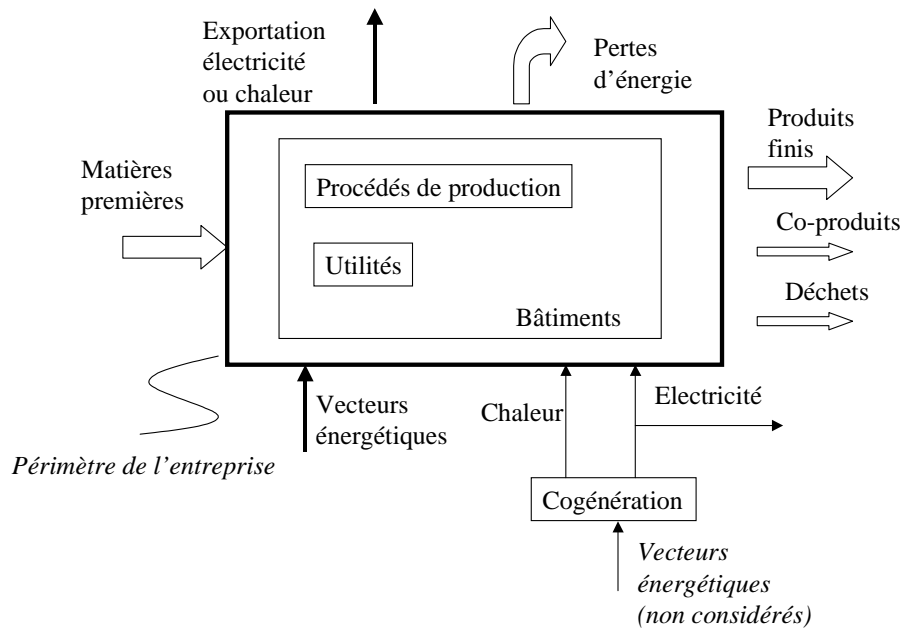 Exportation
électricité
ou chaleur
Pertes
d’énergie
Produits
finis
Matières
premières
Procédés de production
Co-produits
Utilités
Déchets
Bâtiments
Vecteurs
énergétiques
Chaleur
Electricité
Périmètre de l’entreprise
Cogénération
Vecteurs
énergétiques
(non considérés)